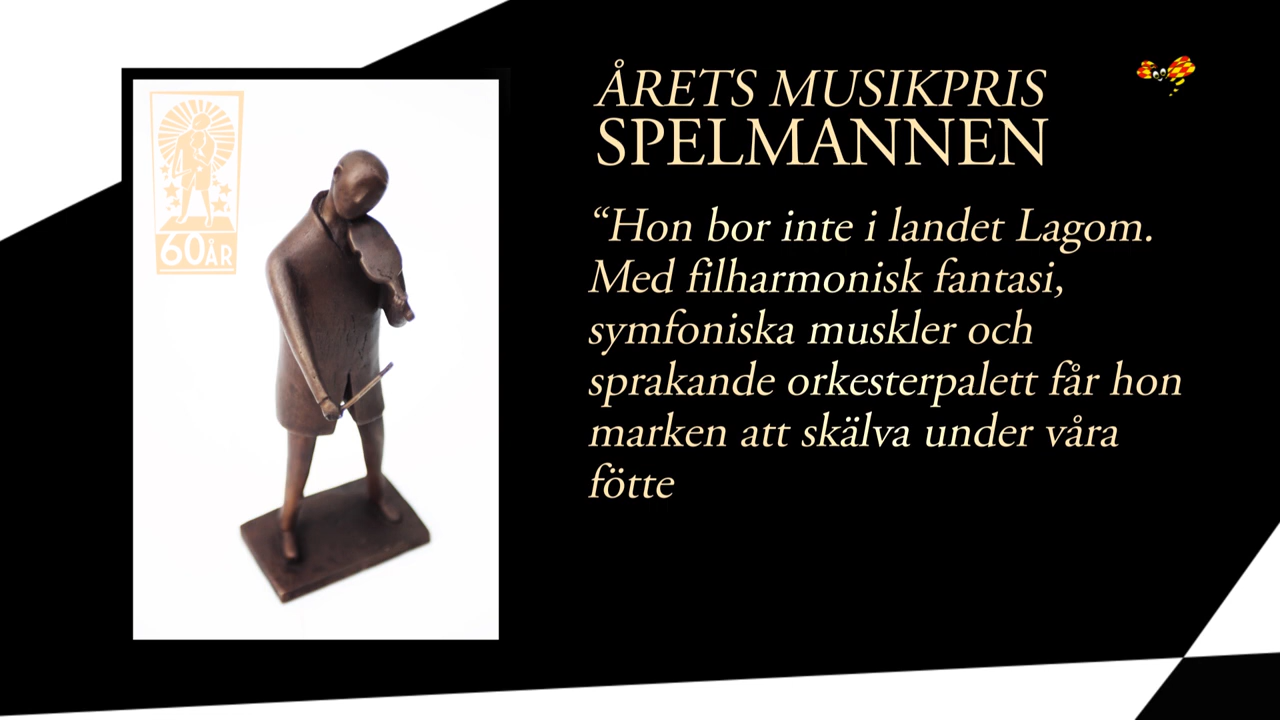 60 ÅR
ÅRETS MUSIKPRIS
SPELMANNEN
“Hon bor inte i landet Lagom.
Med filharmonisk fantasi,
symfoniska muskler och
sprakande orkesterpalett får hon
marken att skälva under våra
fötte